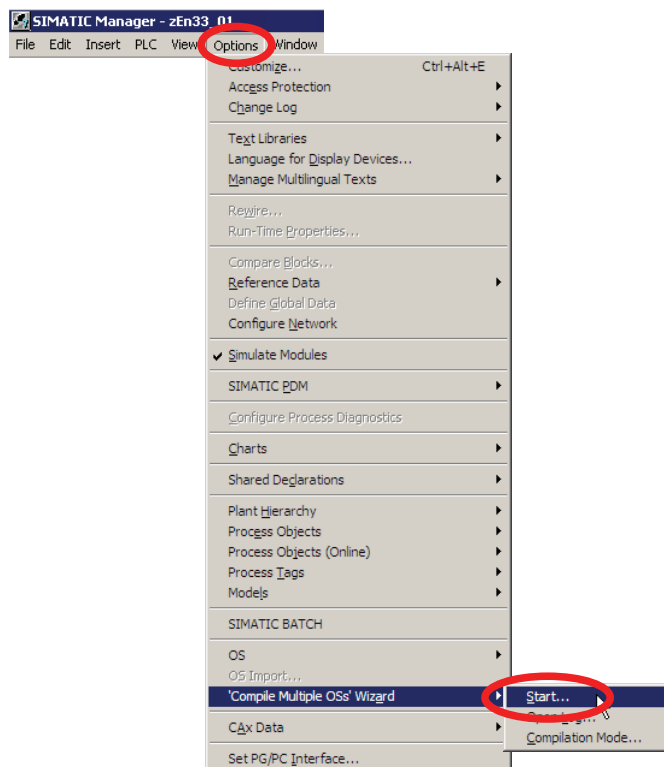 SIMATIC Manager - zEn33_01
File Edit Insert PLC View Options Window
Customize... Ctrl+Alt+E
Access Protection
Change Log
Text Libraries
Language for Display Devices...
Manage Multilingual Texts
Rewire...
Run-Time Properties...
Compare Blocks...
Reference Data
Define Global Data
Configure Network
Simulate Modules
SIMATIC PDM
Configure Process Diagnostics
Charts
Shared Declarations
Plant Hierarchy
Process Objects
Process Objects (Online)
Process Tags
Models
SIMATIC BATCH
OS
OS Import...
'Compile Multiple OSs' Wizard
Start...
Open Log...
Compilation Mode...
CAx Data
Set PG/PC Interface...